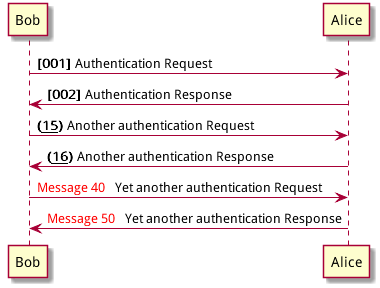 Bob Alice
[001] Authentication Request
[002] Authentication Response
(15) Another authentication Request
(16) Another authentication Response
Message 40 Yet another authentication Request
Message 50 Yet another authentication Response
Bob Alice